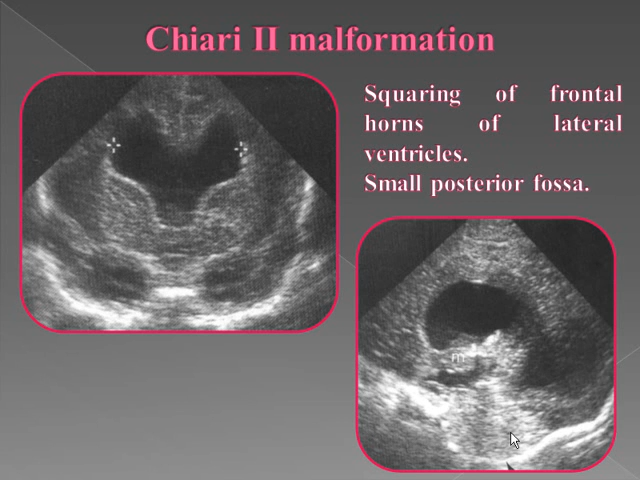 Chiari II malformation
Squaring of frontal
horns of lateral
ventricles.
Small posterior fossa.
m